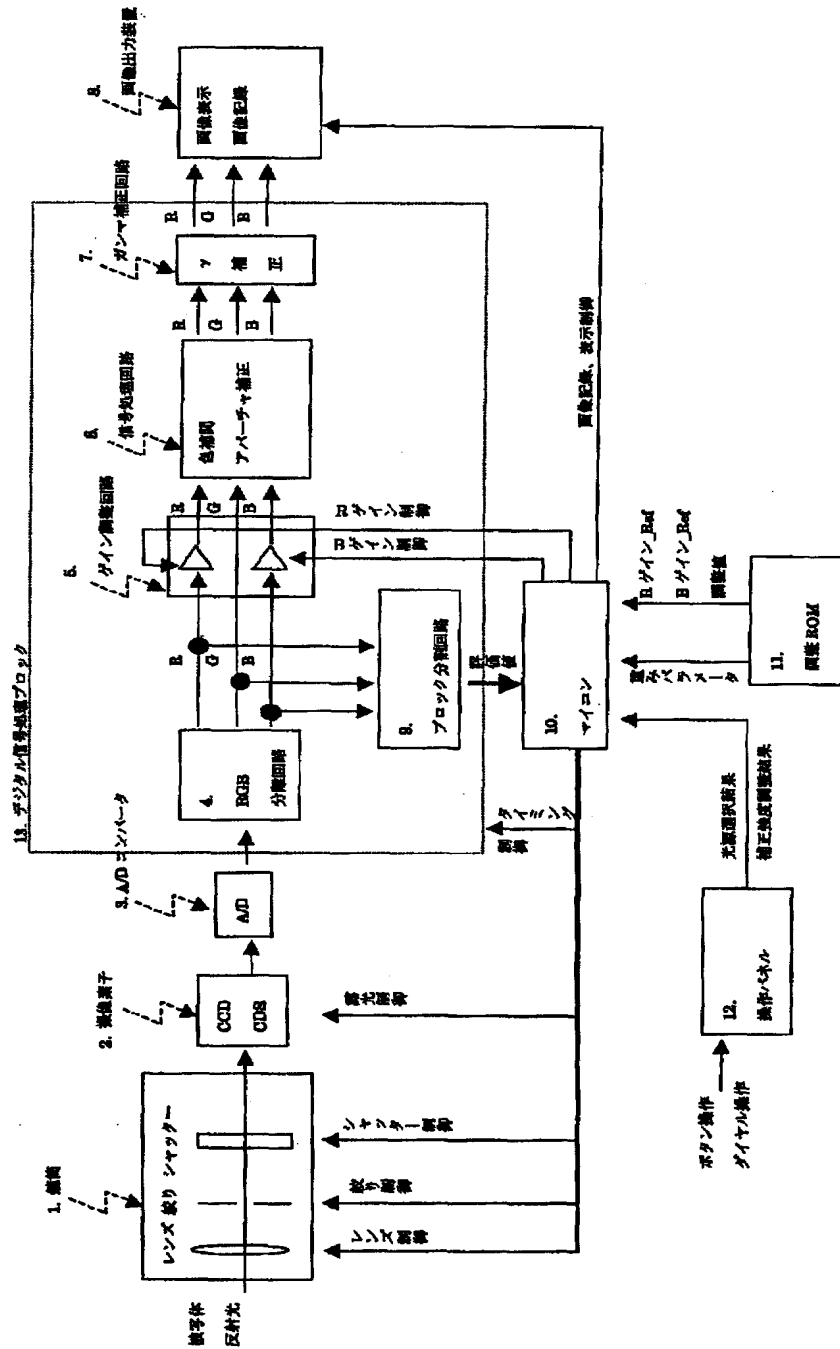 13. デジタル信号処理ブロック
1. 鏡筒
レンズ 絞り シャッター
被写体
反射光
2. 撮像素子
CCD
CDS
3. A/D コンバータ
A/D
4.
RGB
分離回路
R
G
B
5.
ゲイン調整回路
R
G
B
6.
信号処理回路
色補間
アパーチャ補正
R
G
B
7.
ガンマ補正回路
γ
補
正
R
G
B
8.
画像出力装置
画像表示
画像記録
9.
ブロック分割回路
評価値
Bゲイン制御
Rゲイン制御
10.
マイコン
タイミング
制御
露光制御
シャッター制御
絞り制御
レンズ制御
画像記録、表示制御
Rゲイン_Ref
Bゲイン_Ref
調整値
重みパラメータ
11.
調整 ROM
光源選択結果
補正強度調整結果
12.
操作パネル
ボタン操作
ダイヤル操作